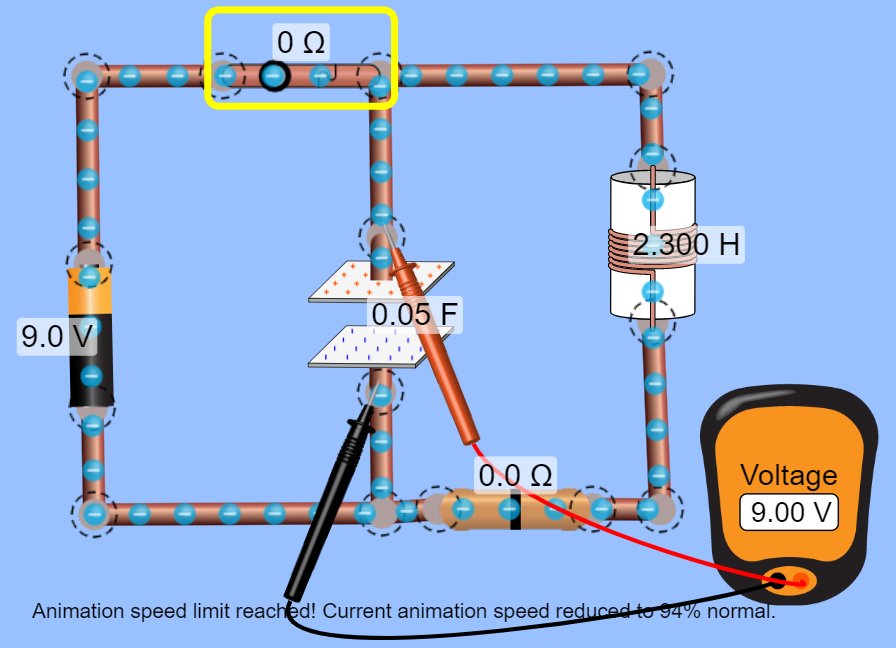 0 Ω
2.300 H
0.05 F
9.0 V
0.0 Ω
Voltage
9.00 V
Animation speed limit reached! Current animation speed reduced to 94% normal.